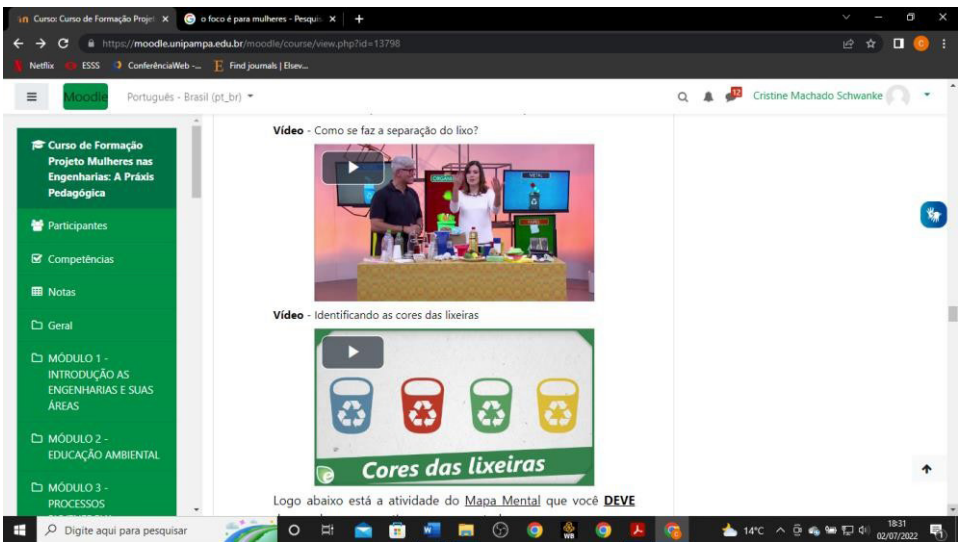 Curso: Curso de Formação Projet
o foco é para mulheres - Pesquis
https://moodle.unipampa.edu.br/moodle/course/view.php?id=13798
Netflix
ESSS
ConferênciaWeb -...
Find journals | Elsev...
Moodle
Português - Brasil (pt_br)
12
Cristine Machado Schwanke
Curso de Formação
Projeto Mulheres nas
Engenharias: A Práxis
Pedagógica
Participantes
Competências
Notas
Geral
MÓDULO 1 -
INTRODUÇÃO AS
ENGENHARIAS E SUAS
ÁREAS
MÓDULO 2 -
EDUCAÇÃO AMBIENTAL
MÓDULO 3 -
PROCESSOS
Vídeo - Como se faz a separação do lixo?
METAL
Vídeo - Identificando as cores das lixeiras
Cores das lixeiras
Logo abaixo está a atividade do Mapa Mental que você DEVE
Digite aqui para pesquisar
WB
14°C
18:31
02/07/2022